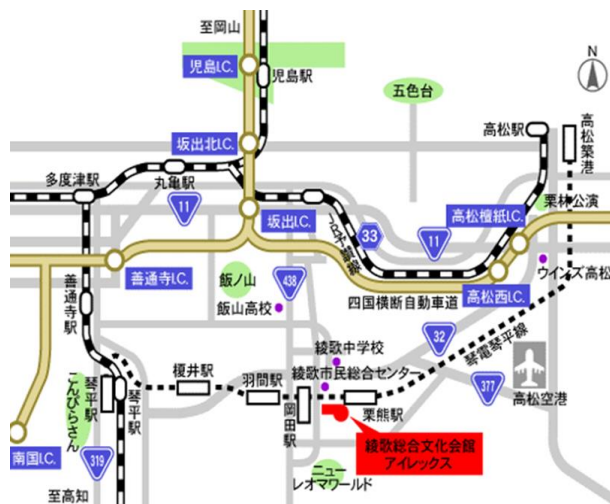 至岡山
児島I.C.
児島駅
N
五色台
坂出北I.C.
高松駅
高松築港
多度津駅
丸亀駅
11
坂出I.C.
33
11
高松檀紙I.C.
栗林公演
善通寺I.C.
飯ノ山
438
飯山高校
四国横断自動車道
高松西I.C.
ウインズ高松
善通寺駅
32
琴電琴平線
綾歌中学校
榎井駅
羽間駅
綾歌市民総合センター
377
高松空港
琴平駅
琴平駅
こんぴらさん
岡田駅
栗熊駅
綾歌総合文化会館
アイレックス
南国I.C.
319
ニュー
レオマワールド
至高知